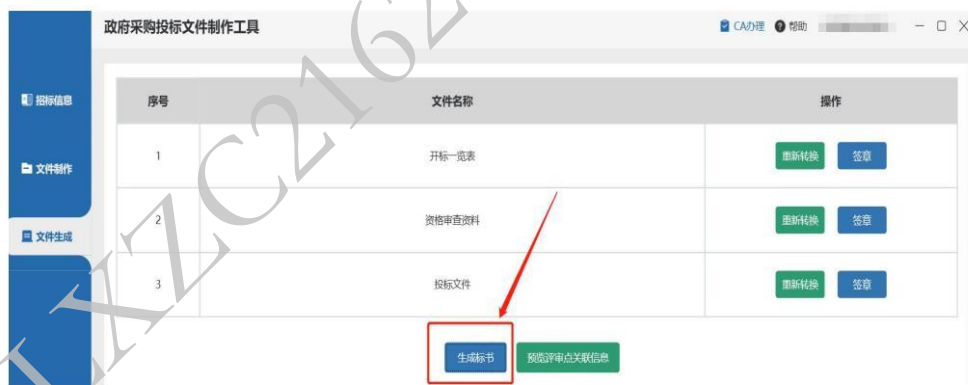 政府采购投标文件制作工具
CA办理 帮助
招标信息
文件制作
文件生成
序号 文件名称 操作
1 开标一览表 重新转换 签章
2 资格审查资料 重新转换 签章
3 投标文件 重新转换 签章
生成标书 预览评审点关联信息
LXZC2162